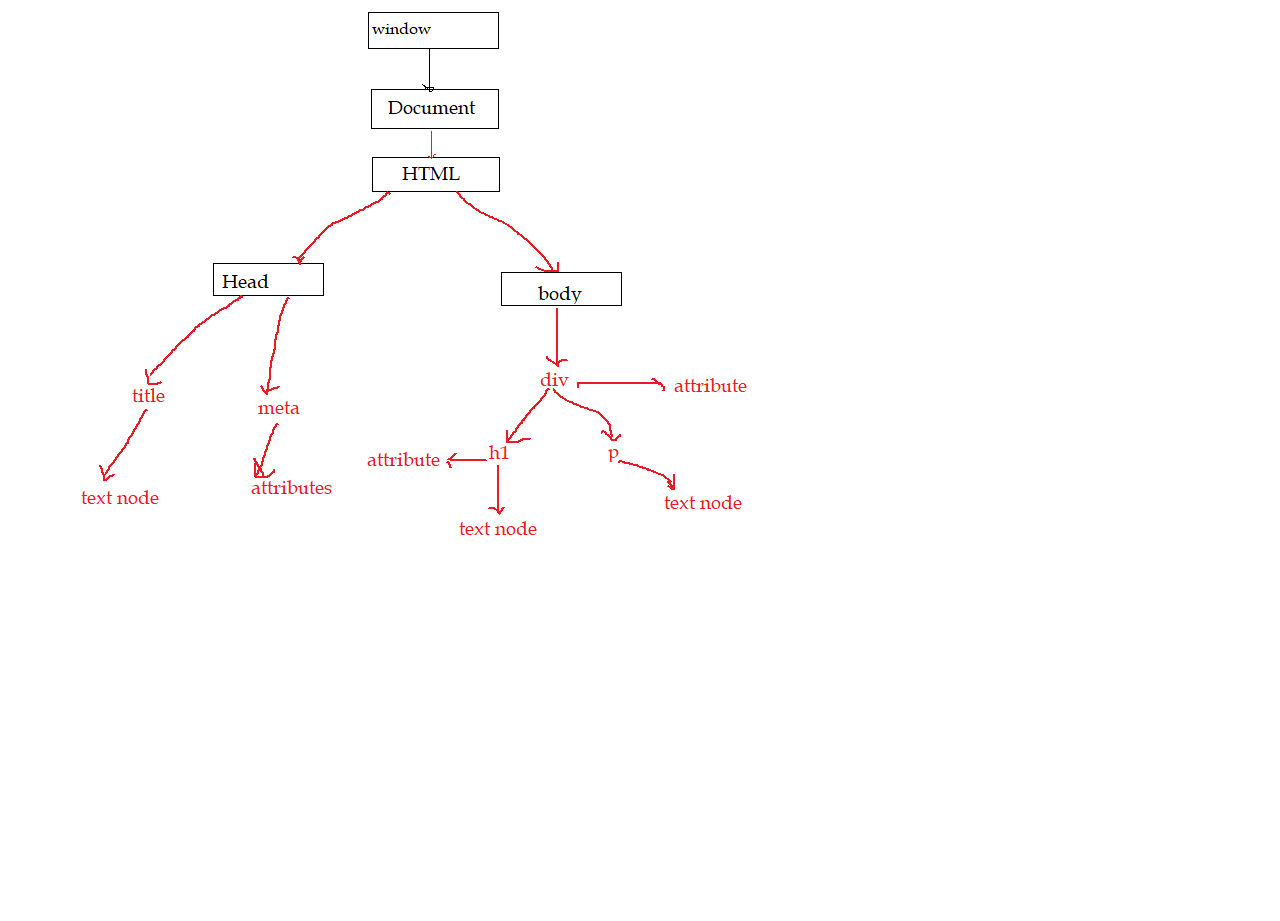 window
Document
HTML
Head
body
div
attribute
title
meta
attribute
h1
p
text node
attributes
text node
text node